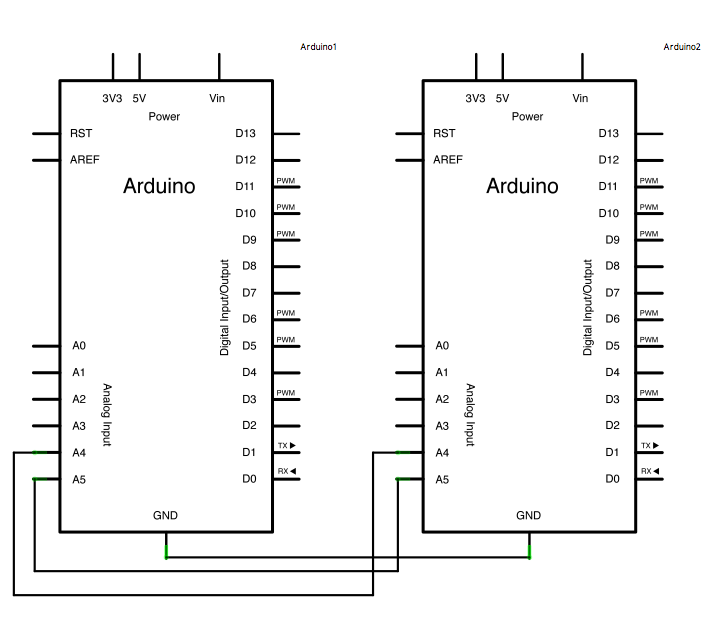 Arduino1
3V3 5V Vin
Power
RST
AREF
Arduino
D13
D12
D11 PWM
D10 PWM
D9 PWM
D8
D7
D6 PWM
D5 PWM
D4
D3 PWM
D2
D1 TX ▶
D0 RX ◀
Digital Input/Output
A0
A1
A2
A3
A4
A5
Analog Input
GND
Arduino2
3V3 5V Vin
Power
RST
AREF
Arduino
D13
D12
D11 PWM
D10 PWM
D9 PWM
D8
D7
D6 PWM
D5 PWM
D4
D3 PWM
D2
D1 TX ▶
D0 RX ◀
Digital Input/Output
A0
A1
A2
A3
A4
A5
Analog Input
GND